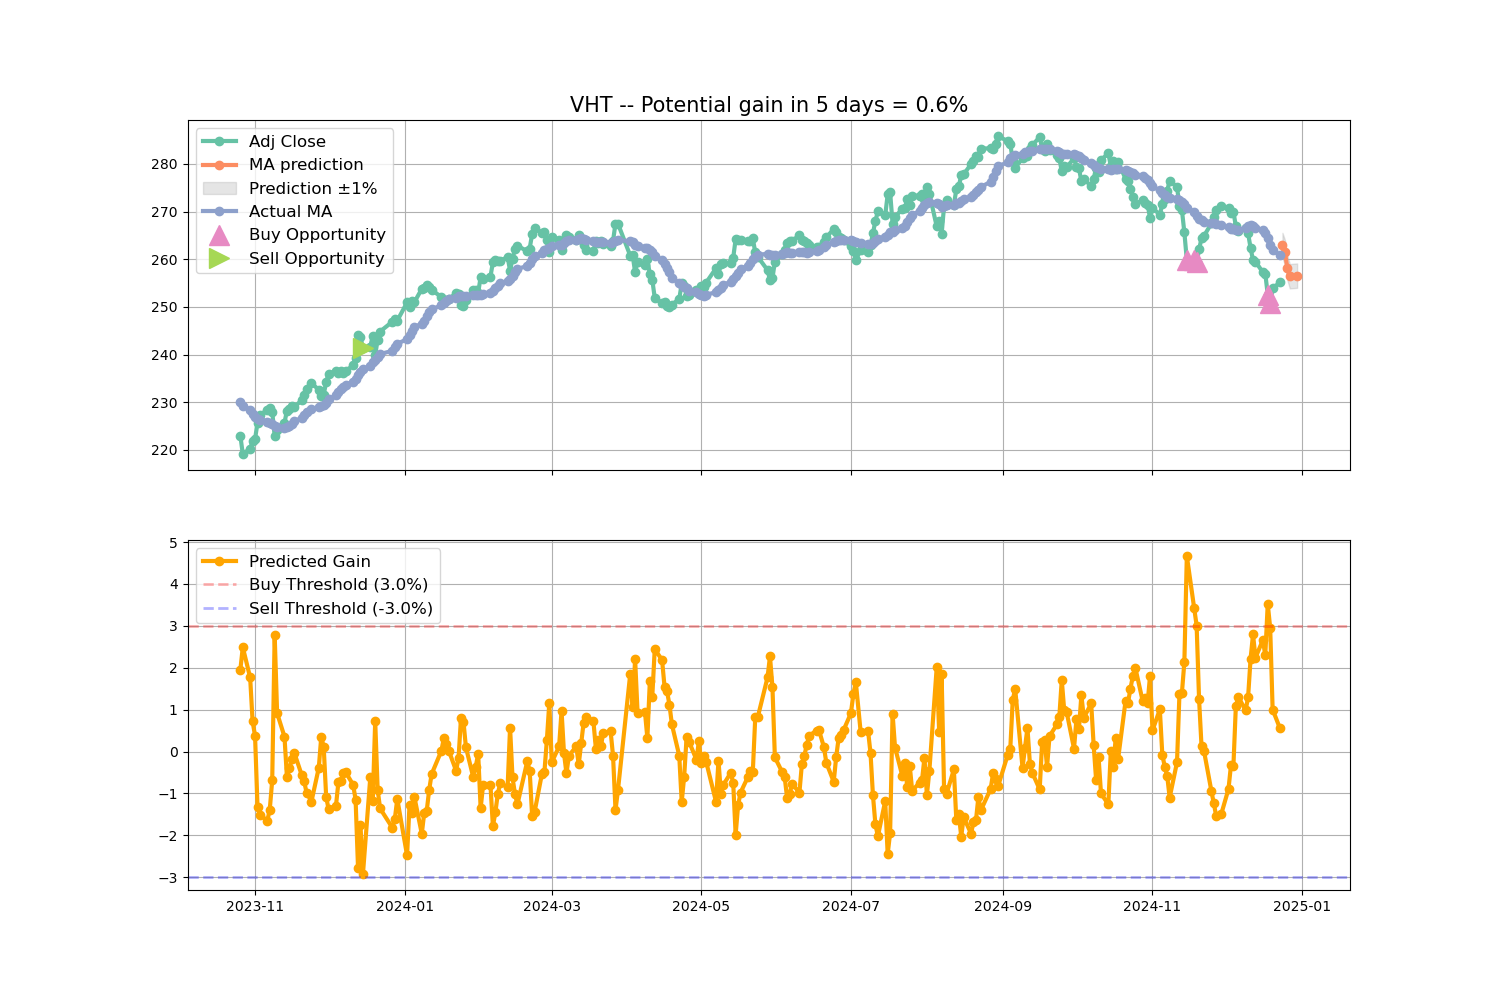 VHT -- Potential gain in 5 days = 0.6%
Adj Close
MA prediction
Prediction ±1%
Actual MA
Buy Opportunity
Sell Opportunity
280
270
260
250
240
230
220
Predicted Gain
Buy Threshold (3.0%)
Sell Threshold (-3.0%)
5
4
3
2
1
0
−1
−2
−3
2023-11 2024-01 2024-03 2024-05 2024-07 2024-09 2024-11 2025-01